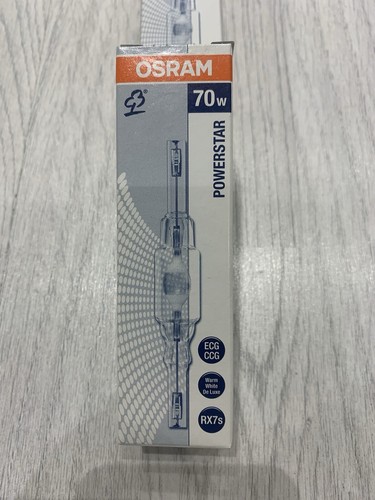 OSRAM
70w
POWERSTAR
ECG
CCG
Warm
White
De Luxe
RX7s